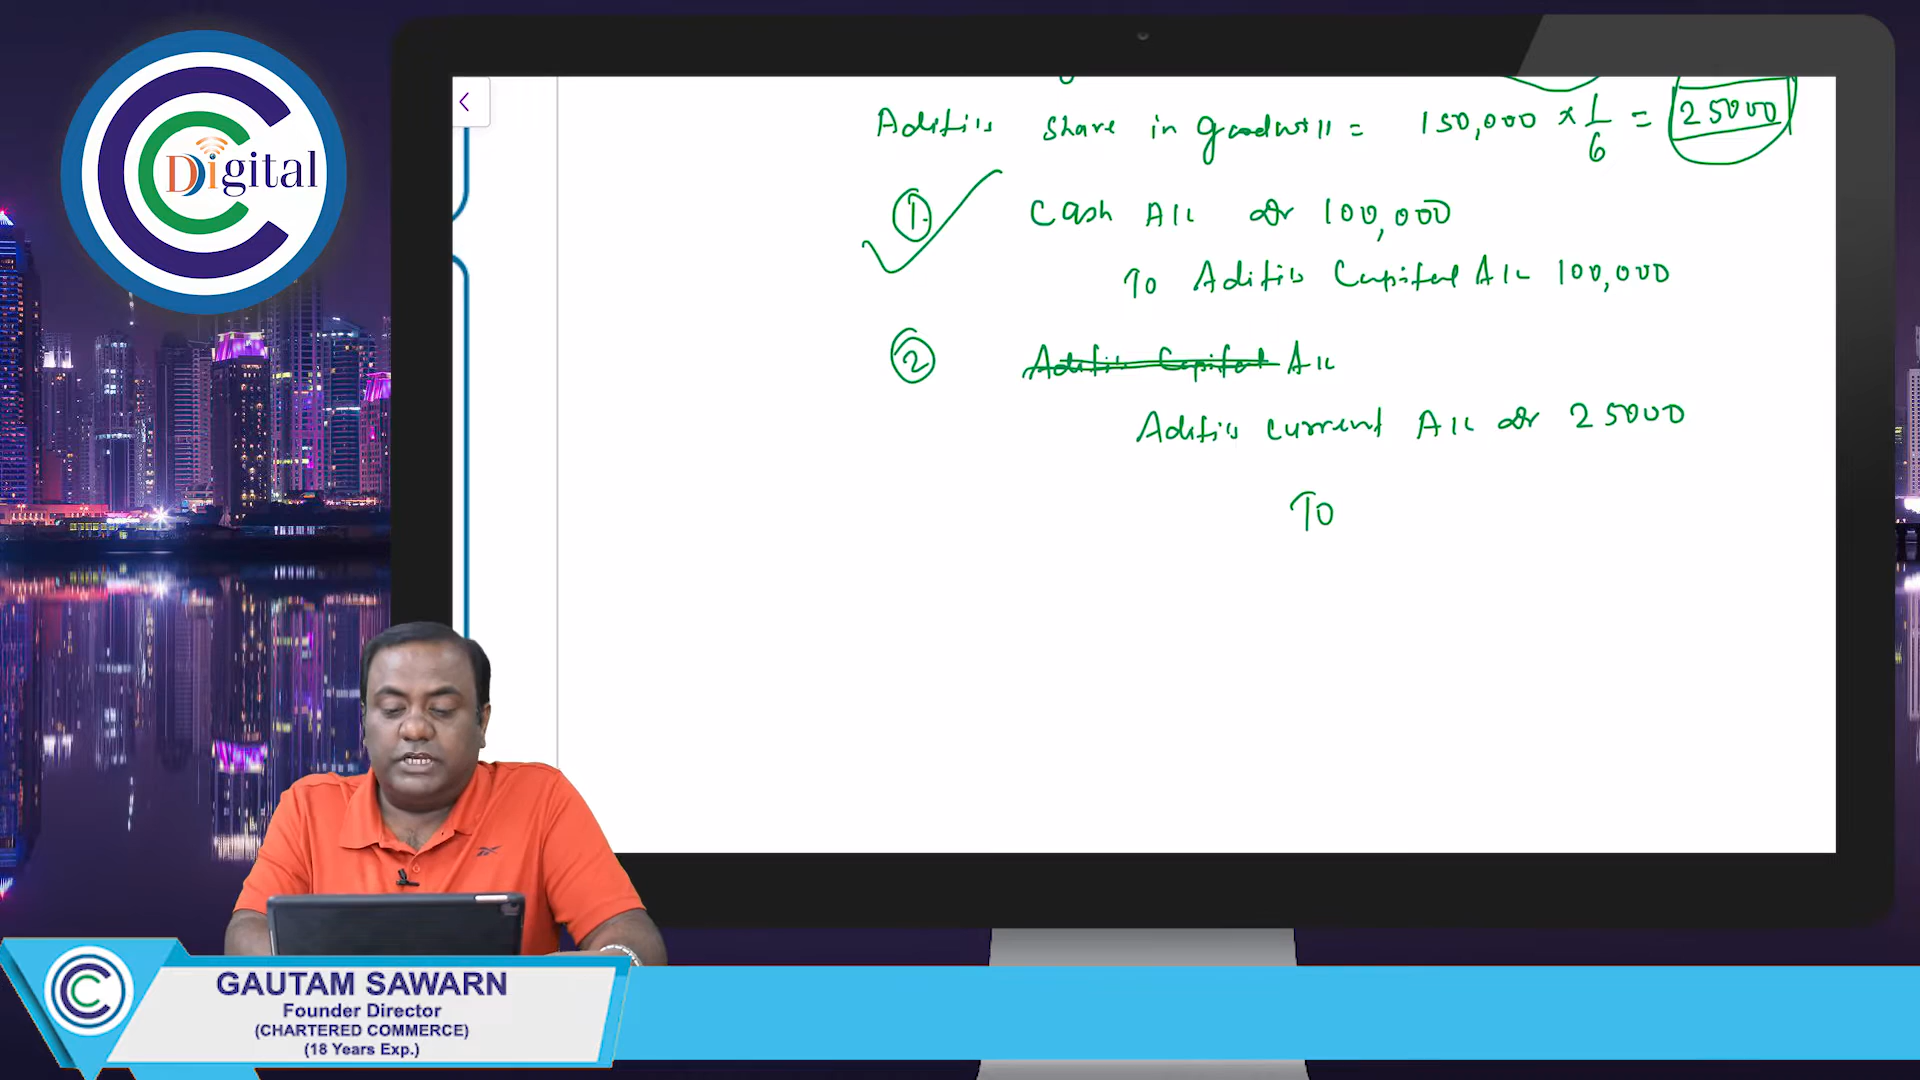 Aditi's share in goodwill = 150,000 × 1/6 = 25000
① Cash A/c Dr 100,000
To Aditi's Capital A/c 100,000
② Aditi's Capital A/c
Aditi's current A/c Dr 25000
To
Digital
GAUTAM SAWARN
Founder Director
(CHARTERED COMMERCE)
(18 Years Exp.)